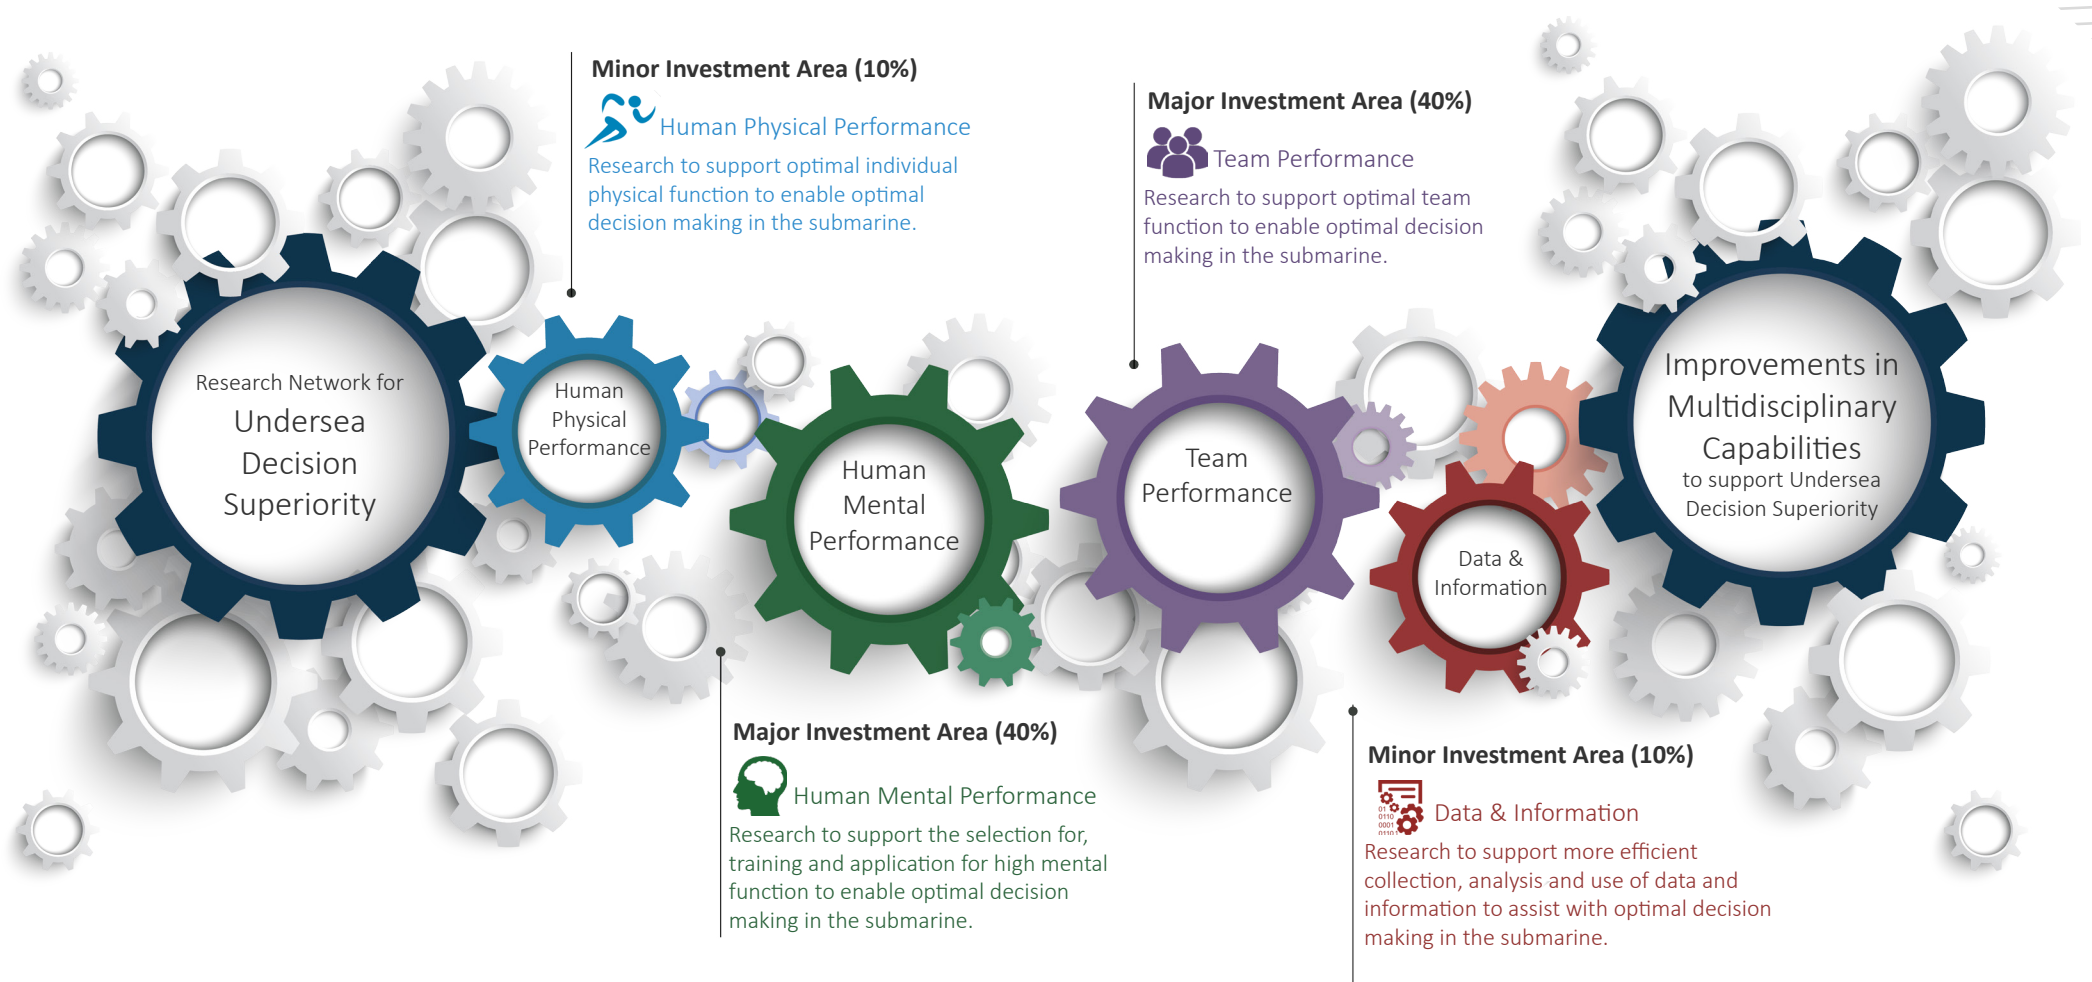 Minor Investment Area (10%)
Human Physical Performance
Research to support optimal individual
physical function to enable optimal
decision making in the submarine.
Major Investment Area (40%)
Team Performance
Research to support optimal team
function to enable optimal decision
making in the submarine.
Research Network for
Undersea
Decision
Superiority
Human
Physical
Performance
Human
Mental
Performance
Team
Performance
Data &
Information
Improvements in
Multidisciplinary
Capabilities
to support Undersea
Decision Superiority
Major Investment Area (40%)
Human Mental Performance
Research to support the selection for,
training and application for high mental
function to enable optimal decision
making in the submarine.
Minor Investment Area (10%)
01
0110
0001
01101
Data & Information
Research to support more efficient
collection, analysis and use of data and
information to assist with optimal decision
making in the submarine.